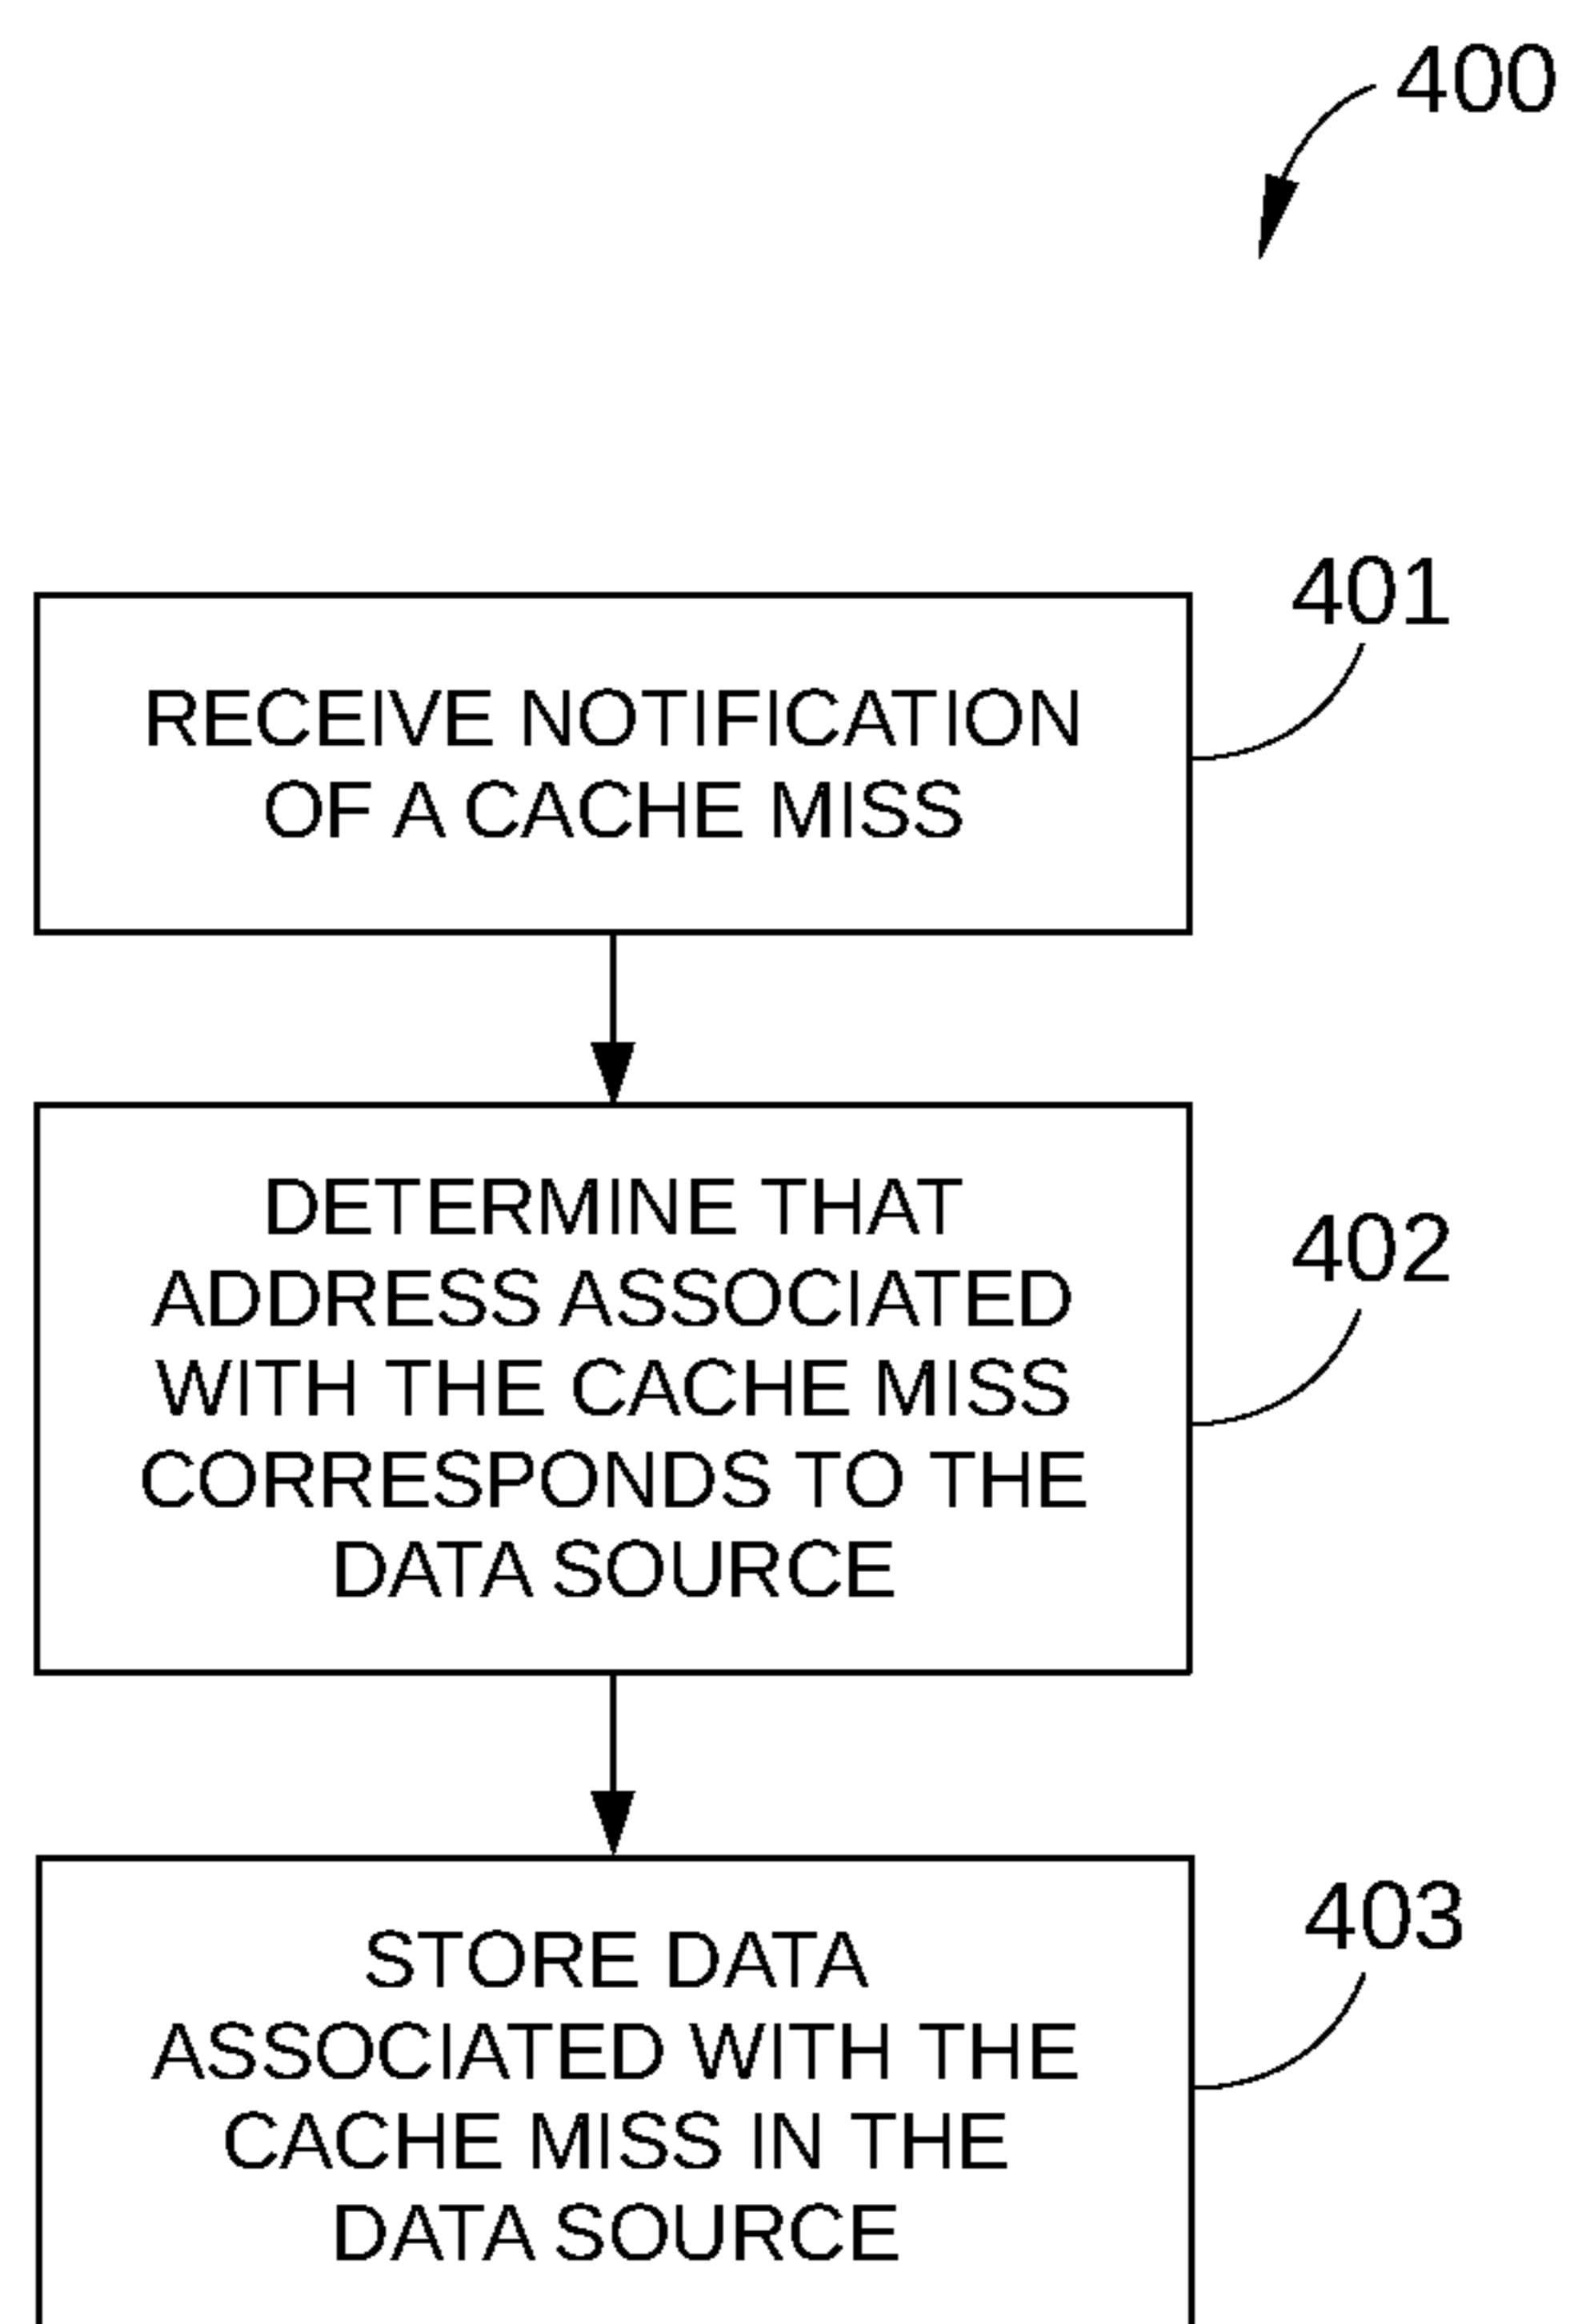 400
401
RECEIVE NOTIFICATION
OF A CACHE MISS
402
DETERMINE THAT
ADDRESS ASSOCIATED
WITH THE CACHE MISS
CORRESPONDS TO THE
DATA SOURCE
403
STORE DATA
ASSOCIATED WITH THE
CACHE MISS IN THE
DATA SOURCE